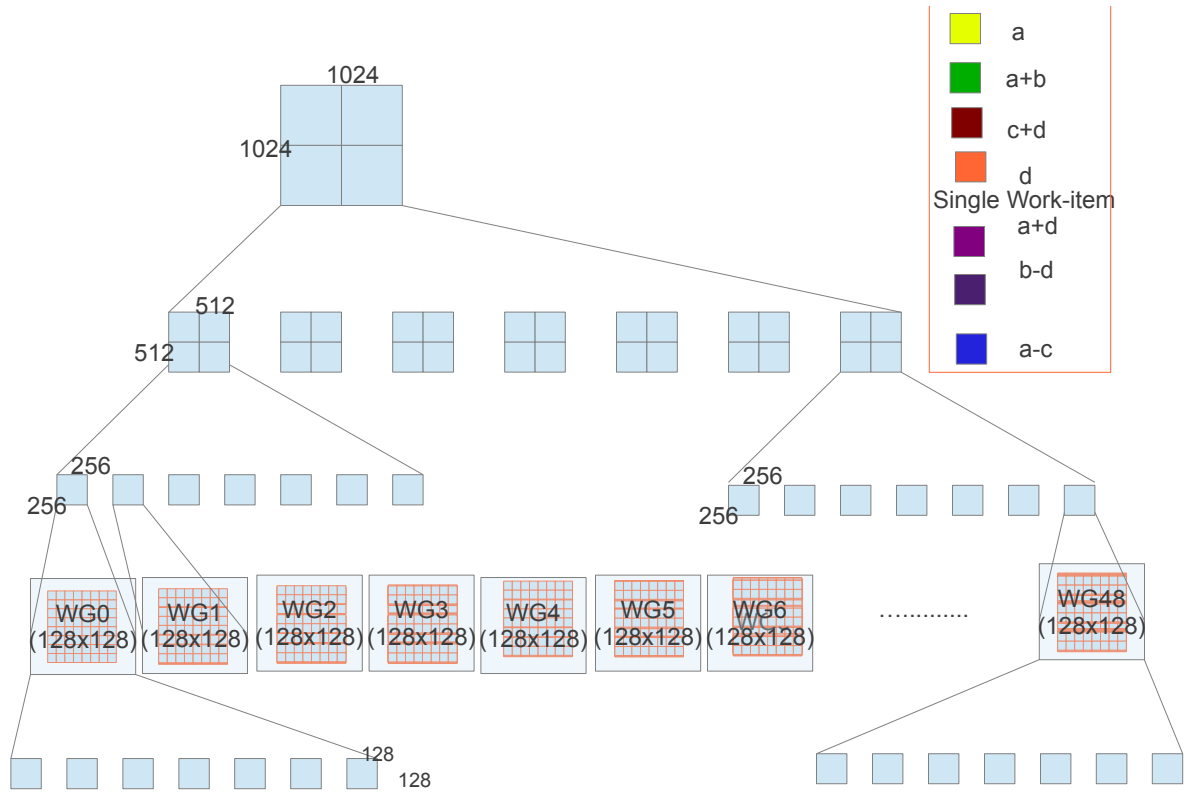 a
1024
a+b
c+d
1024
d
Single Work-item
a+d
b-d
512
512
a-c
256
256
256
256
WG0
(128x128)
WG1
(128x128)
WG2
(128x128)
WG3
(128x128)
WG4
(128x128)
WG5
(128x128)
WG6
(128x128)
…..........
WG48
(128x128)
128
128